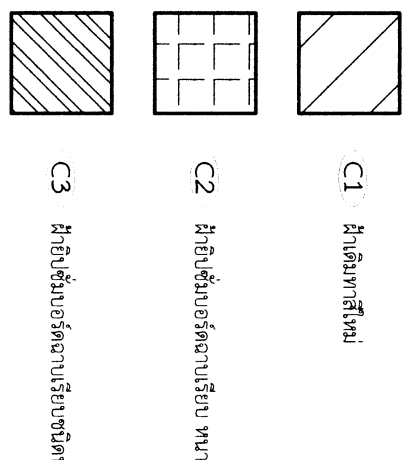 C1 ฝ้าเดิมทาสีใหม่
C2 ฝ้ายิปซั่มบอร์ดฉาบเรียบ หนา
C3 ฝ้ายิปซั่มบอร์ดฉาบเรียบชนิด